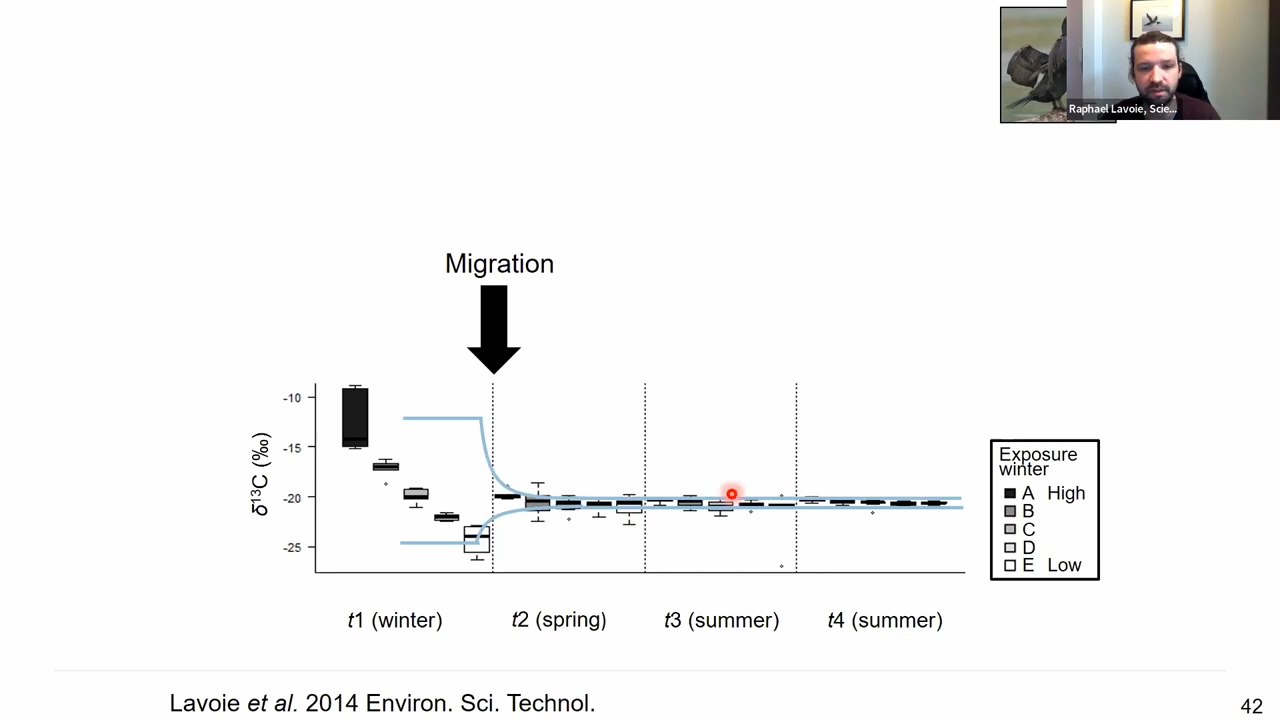 Raphael Lavoie, Scie...
Migration
-10
-15
-20
-25
δ¹³C (‰)
t1 (winter)
t2 (spring)
t3 (summer)
t4 (summer)
Exposure
winter
A High
B
C
D
E Low
Lavoie et al. 2014 Environ. Sci. Technol.
42